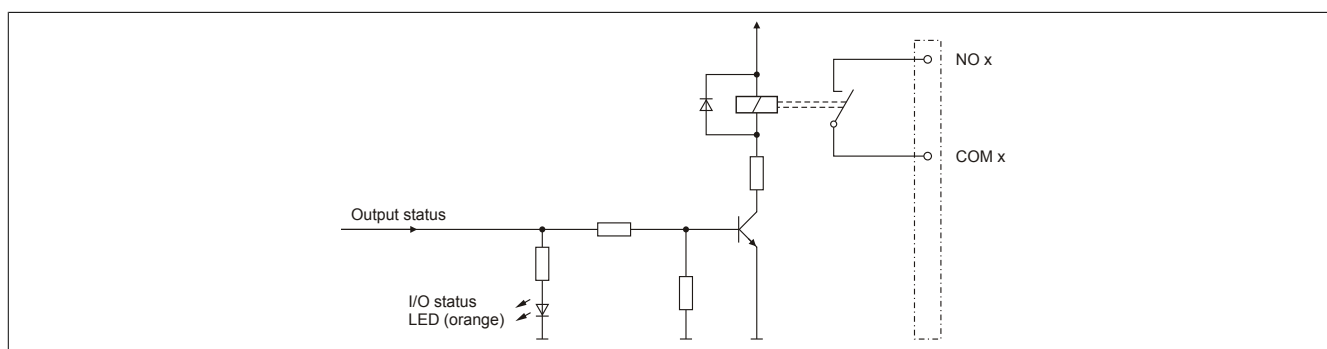 NO x
COM x
Output status
I/O status
LED (orange)